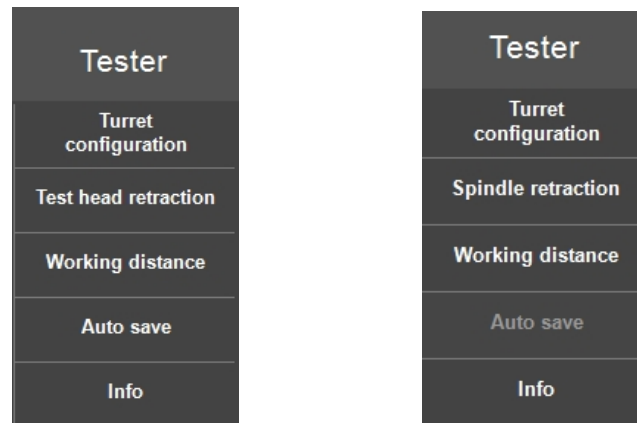 Tester
Turret
configuration
Test head retraction
Working distance
Auto save
Info
Tester
Turret
configuration
Spindle retraction
Working distance
Auto save
Info